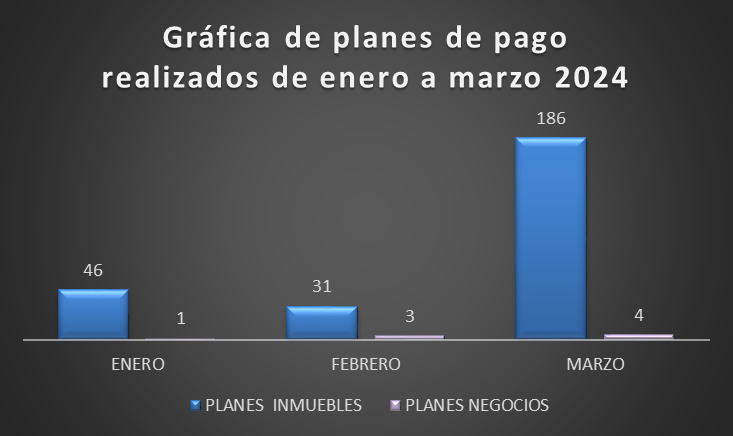 Gráfica de planes de pago
realizados de enero a marzo 2024
186
46
31
1
3
4
ENERO FEBRERO MARZO
PLANES INMUEBLES PLANES NEGOCIOS